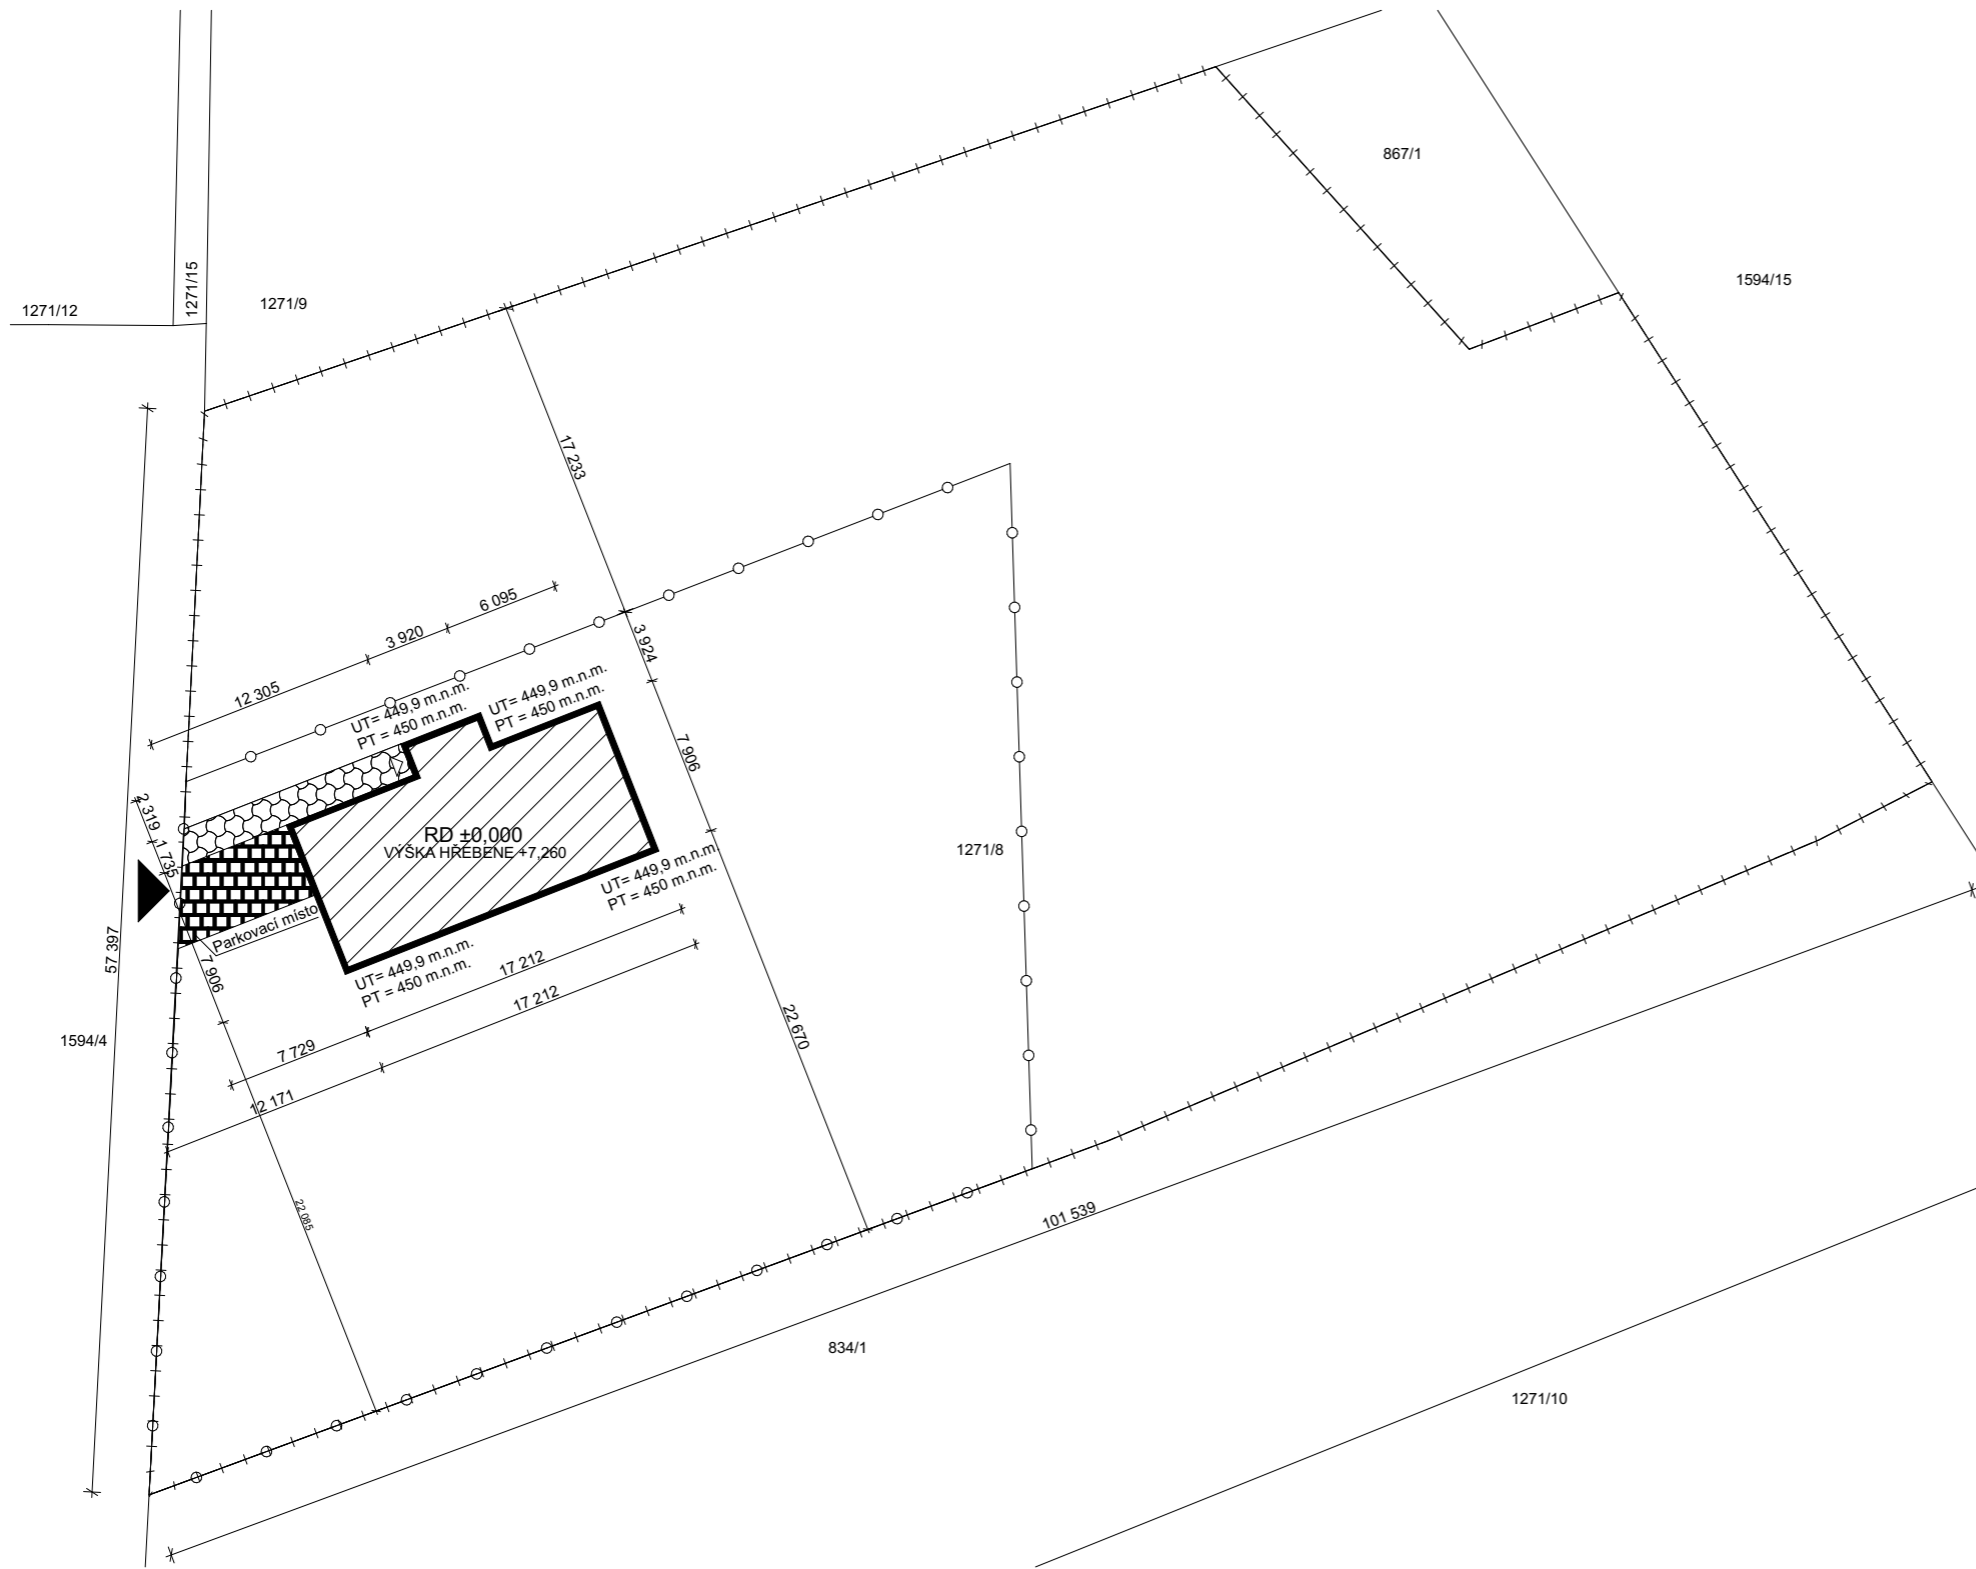 867/1
1594/15
1271/15
1271/9
1271/12
17 233
6 095
3 920
3 924
12 305
UT= 449,9 m.n.m.
PT = 450 m.n.m.
UT= 449,9 m.n.m.
PT = 450 m.n.m.
7 906
2 319
1 735
RD ±0,000
VÝŠKA HŘEBENE +7,260
1271/8
UT= 449,9 m.n.m.
PT = 450 m.n.m.
Parkovací místo
57 397
7 906
UT= 449,9 m.n.m.
PT = 450 m.n.m.
17 212
17 212
22 670
1594/4
7 729
12 171
22 085
101 539
834/1
1271/10